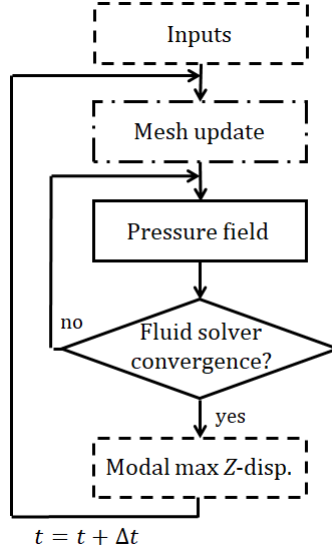 Inputs
Mesh update
Pressure field
no
Fluid solver
convergence?
yes
Modal max Z-disp.
t = t + Δt